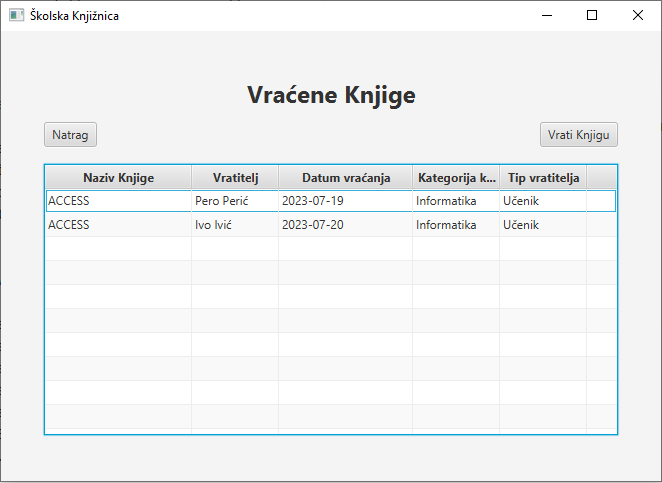 Školska Knjižnica
Vraćene Knjige
Natrag
Vrati Knjigu
Naziv Knjige Vratitelj Datum vraćanja Kategorija k... Tip vratitelja
ACCESS Pero Perić 2023-07-19 Informatika Učenik
ACCESS Ivo Ivić 2023-07-20 Informatika Učenik